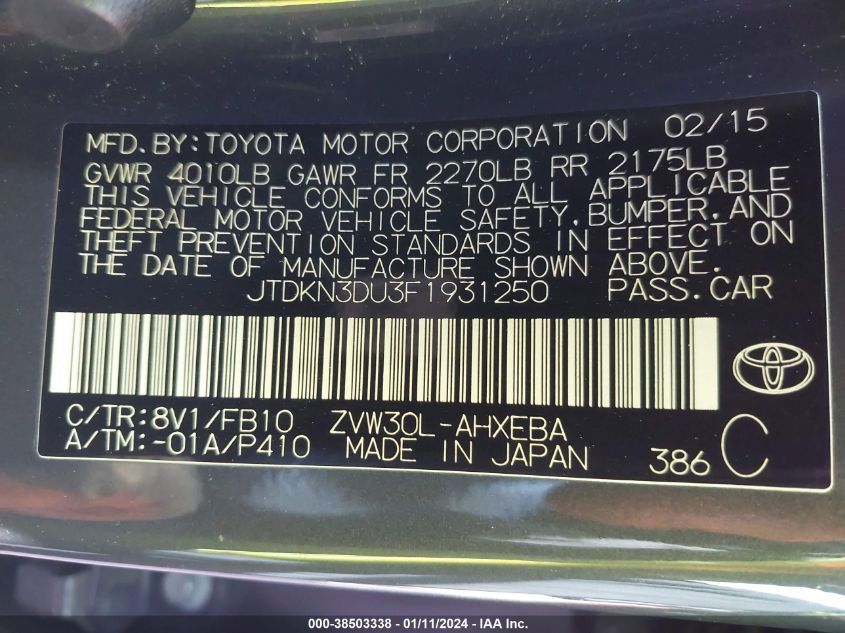 MFD. BY: TOYOTA MOTOR CORPORATION 02/15
GVWR 4010LB GAWR FR 2270LB RR 2175LB
THIS VEHICLE CONFORMS TO ALL APPLICABLE
FEDERAL MOTOR VEHICLE SAFETY, BUMPER, AND
THEFT PREVENTION STANDARDS IN EFFECT ON
THE DATE OF MANUFACTURE SHOWN ABOVE.
JTDKN3DU3F1931250 PASS. CAR
C/TR: 8V1/FB10 ZVW30L-AHXEBA
A/TM: -01A/P410 MADE IN JAPAN 386 C
000-38503338 - 01/11/2024 - IAA Inc.